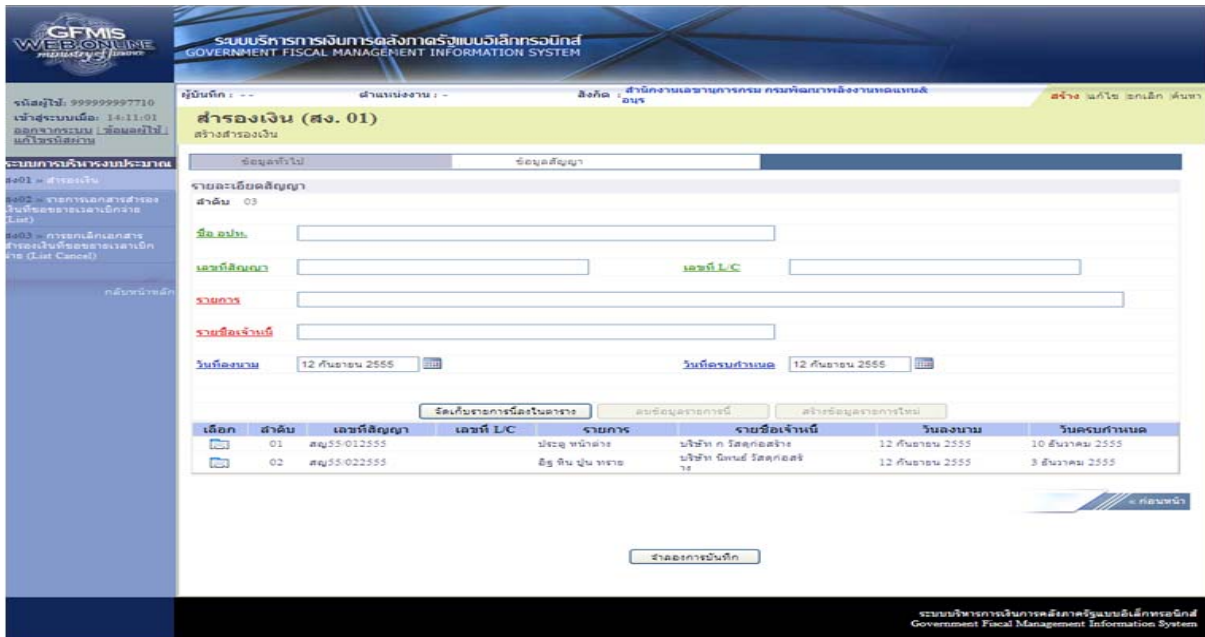 GFMIS
WEB ONLINE
ministry of finance
ระบบบริหารการเงินการคลังภาครัฐแบบอิเล็กทรอนิกส์
GOVERNMENT FISCAL MANAGEMENT INFORMATION SYSTEM
รหัสผู้ใช้: 999999997710
เข้าสู่ระบบเมื่อ: 14:11:01
ออกจากระบบ | ข้อมูลผู้ใช้ |
แก้ไขรหัสผ่าน
ผู้บันทึก : - -
ตำแหน่งงาน : -
สังกัด : สำนักงานเลขานุการกรม กรมพัฒนาพลังงานทดแทน&
อนุร
สร้าง |แก้ไข |ยกเลิก |ค้นหา
สำรองเงิน (สง. 01)
สร้างสำรองเงิน
ระบบการบริหารงบประมาณ
สง01 » สำรองเงิน
สง02 » รายการเอกสารสำรอง
เงินที่ขอขยายเวลาเบิกจ่าย
(List)
สง03 » การยกเลิกเอกสาร
สำรองเงินที่ขอขยายเวลาเบิก
จ่าย (List Cancel)
กลับหน้าหลัก
ข้อมูลทั่วไป
ข้อมูลสัญญา
รายละเอียดสัญญา
ลำดับ 03
ชื่อ อปท.
เลขที่สัญญา
เลขที่ L/C
รายการ
รายชื่อเจ้าหนี้
วันที่ลงนาม
12 กันยายน 2555
วันที่ครบกำหนด
12 กันยายน 2555
จัดเก็บรายการนี้ลงในตาราง
ลบข้อมูลรายการนี้
สร้างข้อมูลรายการใหม่
เลือก ลำดับ เลขที่สัญญา เลขที่ L/C รายการ รายชื่อเจ้าหนี้ วันลงนาม วันครบกำหนด
01 สญ55/012555 ประตู หน้าต่าง บริษัท ก วัสดุก่อสร้าง 12 กันยายน 2555 10 ธันวาคม 2555
02 สญ55/022555 อิฐ หิน ปูน ทราย บริษัท นิพนธ์ วัสดุก่อสร้าง 12 กันยายน 2555 3 ธันวาคม 2555
« ก่อนหน้า
จำลองการบันทึก
ระบบบริหารการเงินการคลังภาครัฐแบบอิเล็กทรอนิกส์
Government Fiscal Management Information System